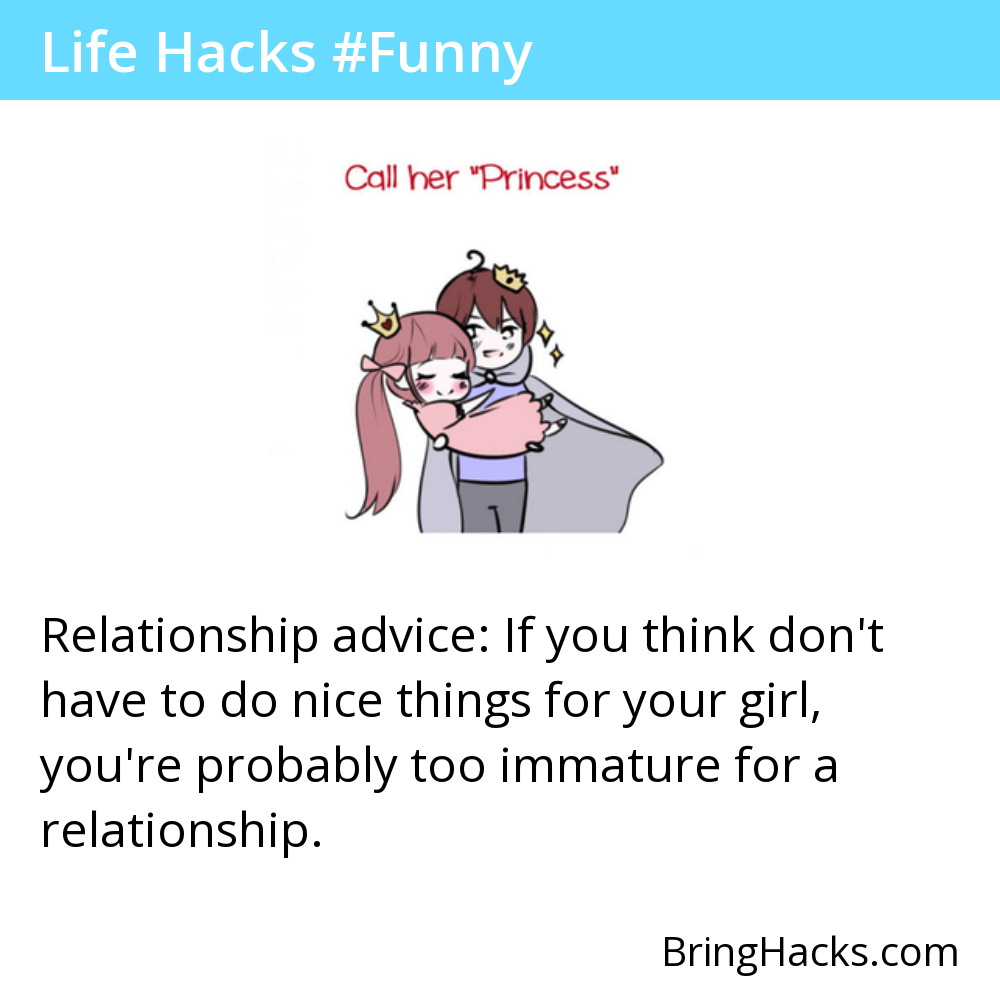 Life Hacks #Funny
Call her "Princess"
Relationship advice: If you think don't
have to do nice things for your girl,
you're probably too immature for a
relationship.
BringHacks.com